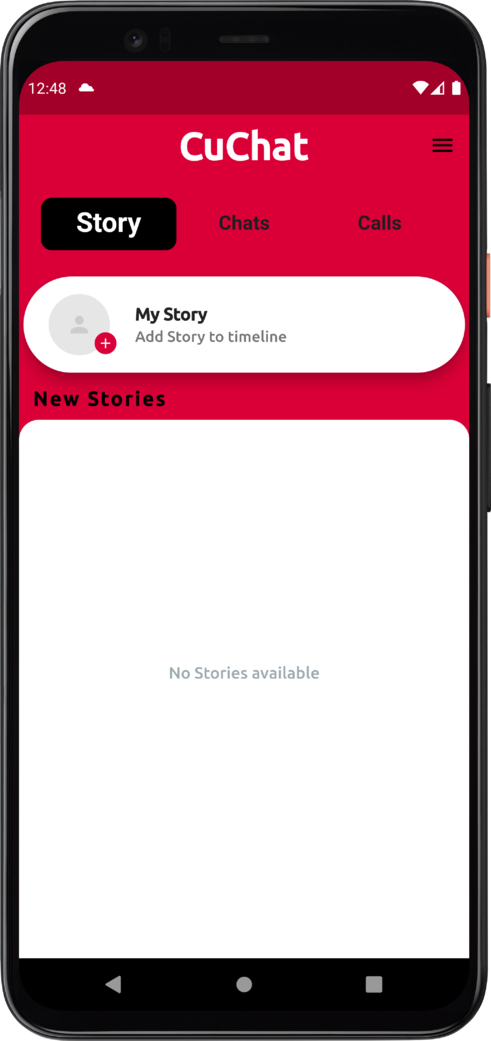 12:48
CuChat
Story
Chats
Calls
My Story
Add Story to timeline
New Stories
No Stories available